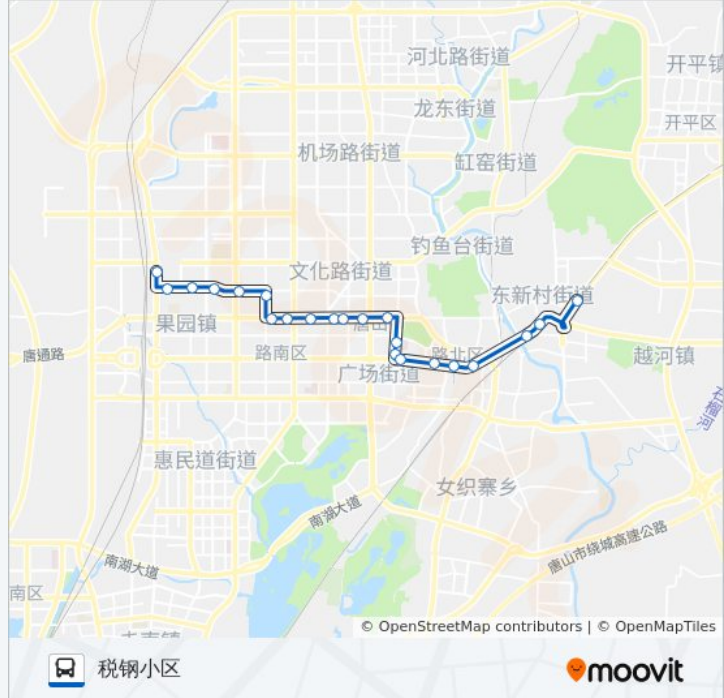 河北路街道
开平镇
龙东街道
开平区
机场路街道
缸窑街道
钓鱼台街道
文化路街道
东新村街道
果园镇
唐山
唐通路
路南区
路北区
越河镇
广场街道
惠民道街道
女织寨乡
南湖大道
唐山市绕城高速公路
南湖大道
南区
© OpenStreetMap contributors | © OpenMapTiles
税钢小区
moovit